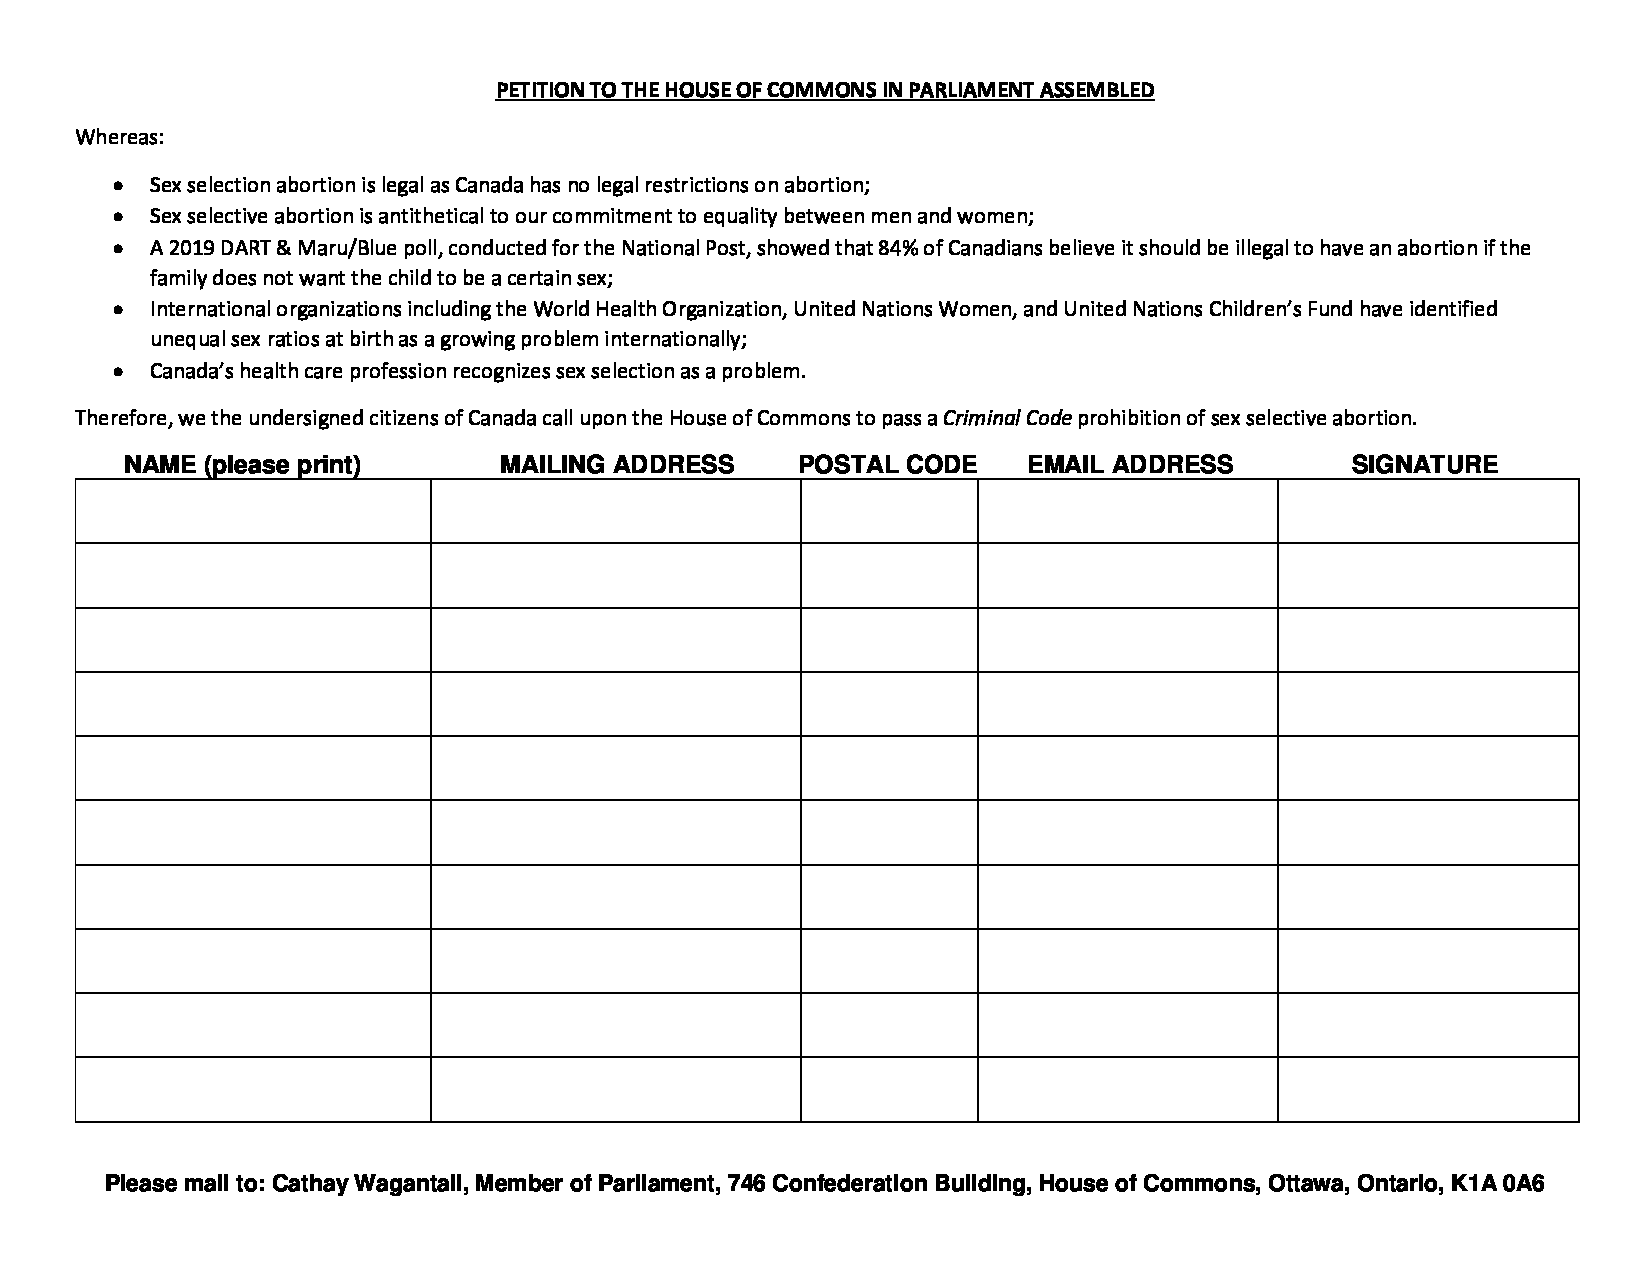 PETITION TO THE HOUSE OF COMMONS IN PARLIAMENT ASSEMBLED
Whereas:
• Sex selection abortion is legal as Canada has no legal restrictions on abortion;
• Sex selective abortion is antithetical to our commitment to equality between men and women;
• A 2019 DART & Maru/Blue poll, conducted for the National Post, showed that 84% of Canadians believe it should be illegal to have an abortion if the
family does not want the child to be a certain sex;
• International organizations including the World Health Organization, United Nations Women, and United Nations Children’s Fund have identified
unequal sex ratios at birth as a growing problem internationally;
• Canada’s health care profession recognizes sex selection as a problem.
Therefore, we the undersigned citizens of Canada call upon the House of Commons to pass a Criminal Code prohibition of sex selective abortion.
NAME (please print) MAILING ADDRESS POSTAL CODE EMAIL ADDRESS SIGNATURE
Please mail to: Cathay Wagantall, Member of Parliament, 746 Confederation Building, House of Commons, Ottawa, Ontario, K1A 0A6